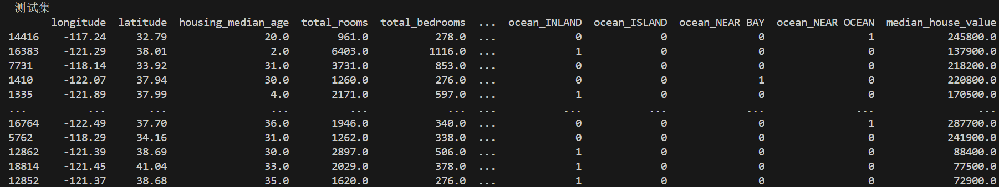 测试集
longitude latitude housing_median_age total_rooms total_bedrooms ... ocean_INLAND ocean_ISLAND ocean_NEAR BAY ocean_NEAR OCEAN median_house_value
14416 -117.24 32.79 20.0 961.0 278.0 ... 0 0 0 1 245800.0
16383 -121.29 38.01 2.0 6403.0 1116.0 ... 1 0 0 0 137900.0
7731 -118.14 33.92 31.0 3731.0 853.0 ... 0 0 0 0 218200.0
1410 -122.07 37.94 30.0 1260.0 276.0 ... 0 0 1 0 220800.0
1335 -121.89 37.99 4.0 2171.0 597.0 ... 1 0 0 0 170500.0
... ... ... ... ... ... ... ... ... ... ... ...
16764 -122.49 37.70 36.0 1946.0 340.0 ... 0 0 0 1 287700.0
5762 -118.29 34.16 31.0 1262.0 338.0 ... 0 0 0 0 241900.0
12862 -121.39 38.69 30.0 2897.0 506.0 ... 1 0 0 0 88400.0
18814 -121.45 41.04 33.0 2029.0 378.0 ... 1 0 0 0 77500.0
12852 -121.37 38.68 35.0 1620.0 276.0 ... 1 0 0 0 72900.0